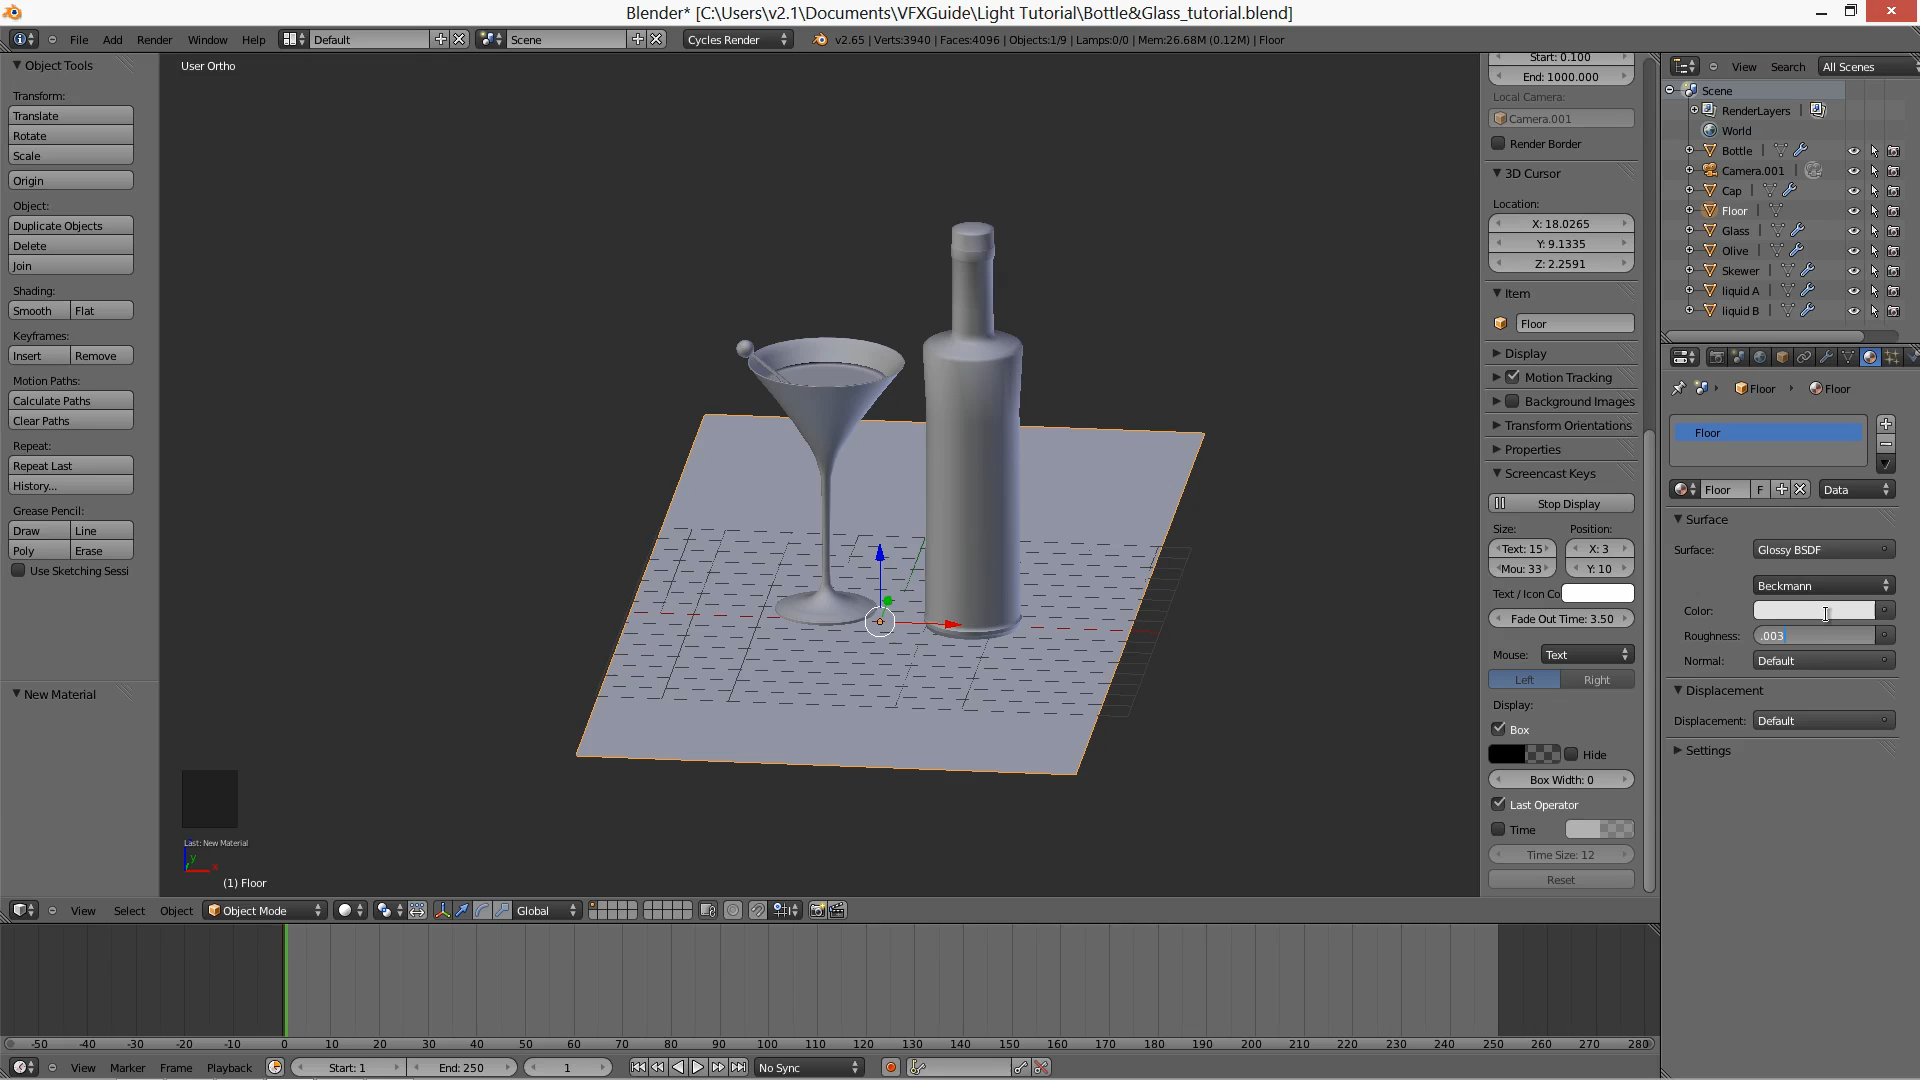 Blender* [C:\Users\v2.1\Documents\VFXGuide\Light Tutorial\Bottle&Glass_tutorial.blend]
File Add Render Window Help Default Scene Cycles Render v2.65 | Verts:3940 | Faces:4096 | Objects:1/9 | Lamps:0/0 | Mem:26.68M (0.12M) | Floor
Object Tools
Transform:
Translate
Rotate
Scale
Origin
Object:
Duplicate Objects
Delete
Join
Shading:
Smooth Flat
Keyframes:
Insert Remove
Motion Paths:
Calculate Paths
Clear Paths
Repeat:
Repeat Last
History...
Grease Pencil:
Draw Line
Poly Erase
Use Sketching Sessi
New Material
User Ortho
Last: New Material
y
x
(1) Floor
Start: 0.100
End: 1000.000
Local Camera:
Camera.001
Render Border
3D Cursor
Location:
X: 18.0265
Y: 9.1335
Z: 2.2591
Item
Floor
Display
Motion Tracking
Background Images
Transform Orientations
Properties
Screencast Keys
Stop Display
Size: Position:
Text: 15 X: 3
Mou: 33 Y: 10
Text / Icon Co
Fade Out Time: 3.50
Mouse: Text
Left Right
Display:
Box
Hide
Box Width: 0
Last Operator
Time
Time Size: 12
Reset
View Search All Scenes
Scene
RenderLayers |
World
Bottle |
Camera.001 |
Cap |
Floor |
Glass |
Olive |
Skewer |
liquid A |
liquid B |
Floor Floor
Floor
Floor F Data
Surface
Surface: Glossy BSDF
Beckmann
Color:
Roughness: .003
Normal: Default
Displacement
Displacement: Default
Settings
View Select Object Object Mode Global
-50 -40 -30 -20 -10 0 10 20 30 40 50 60 70 80 90 100 110 120 130 140 150 160 170 180 190 200 210 220 230 240 250 260 270 280
View Marker Frame Playback Start: 1 End: 250 1 No Sync